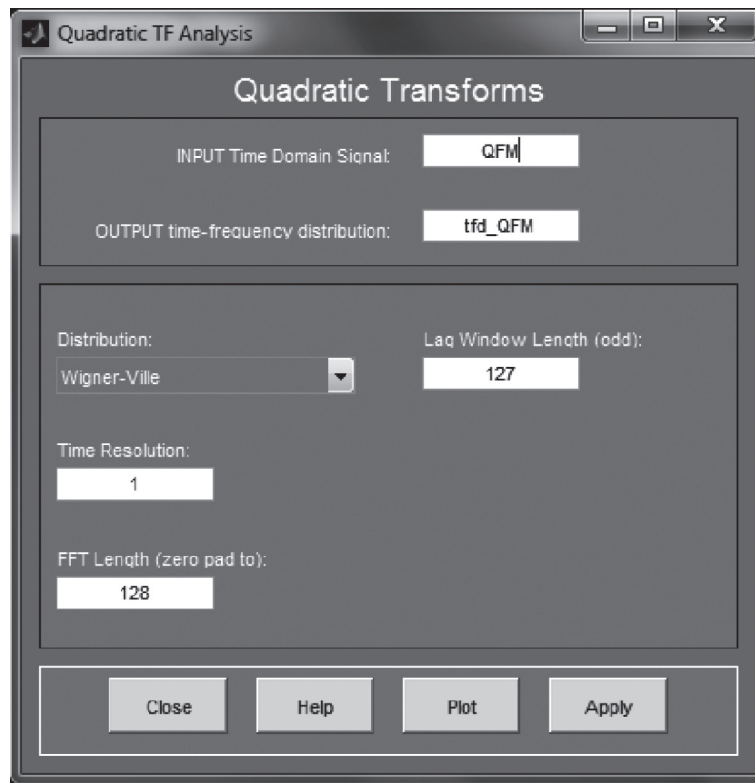 Quadratic TF Analysis
Quadratic Transforms
INPUT Time Domain Signal:
QFM
OUTPUT time-frequency distribution:
tfd_QFM
Distribution:
Wigner-Ville
Lag Window Length (odd):
127
Time Resolution:
1
FFT Length (zero pad to):
128
Close
Help
Plot
Apply